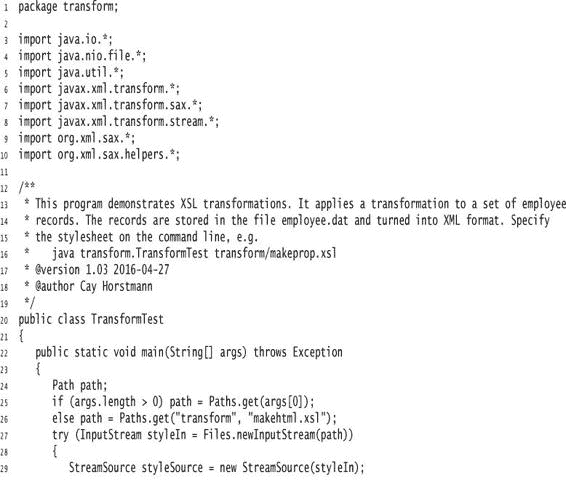 1 package transform;
2
3 import java.io.*;
4 import java.nio.file.*;
5 import java.util.*;
6 import javax.xml.transform.*;
7 import javax.xml.transform.sax.*;
8 import javax.xml.transform.stream.*;
9 import org.xml.sax.*;
10 import org.xml.sax.helpers.*;
11
12 /**
13  * This program demonstrates XSL transformations. It applies a transformation to a set of employee
14  * records. The records are stored in the file employee.dat and turned into XML format. Specify
15  * the stylesheet on the command line, e.g.
16  *    java transform.TransformTest transform/makeprop.xsl
17  * @version 1.03 2016-04-27
18  * @author Cay Horstmann
19  */
20 public class TransformTest
21 {
22    public static void main(String[] args) throws Exception
23    {
24       Path path;
25       if (args.length > 0) path = Paths.get(args[0]);
26       else path = Paths.get("transform", "makehtml.xsl");
27       try (InputStream styleIn = Files.newInputStream(path))
28       {
29          StreamSource styleSource = new StreamSource(styleIn);